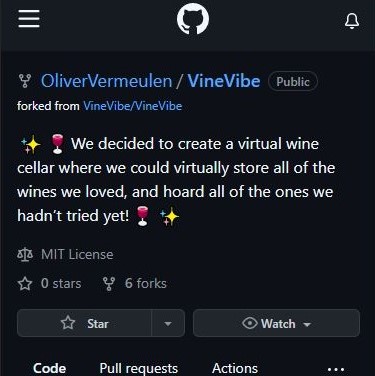 OliverVermeulen / VineVibe Public
forked from VineVibe/VineVibe
✨ 🍷 We decided to create a virtual wine
cellar where we could virtually store all of the
wines we loved, and hoard all of the ones we
hadn’t tried yet! 🍷 ✨
MIT License
0 stars 6 forks
Star Watch
Code Pull requests Actions ...